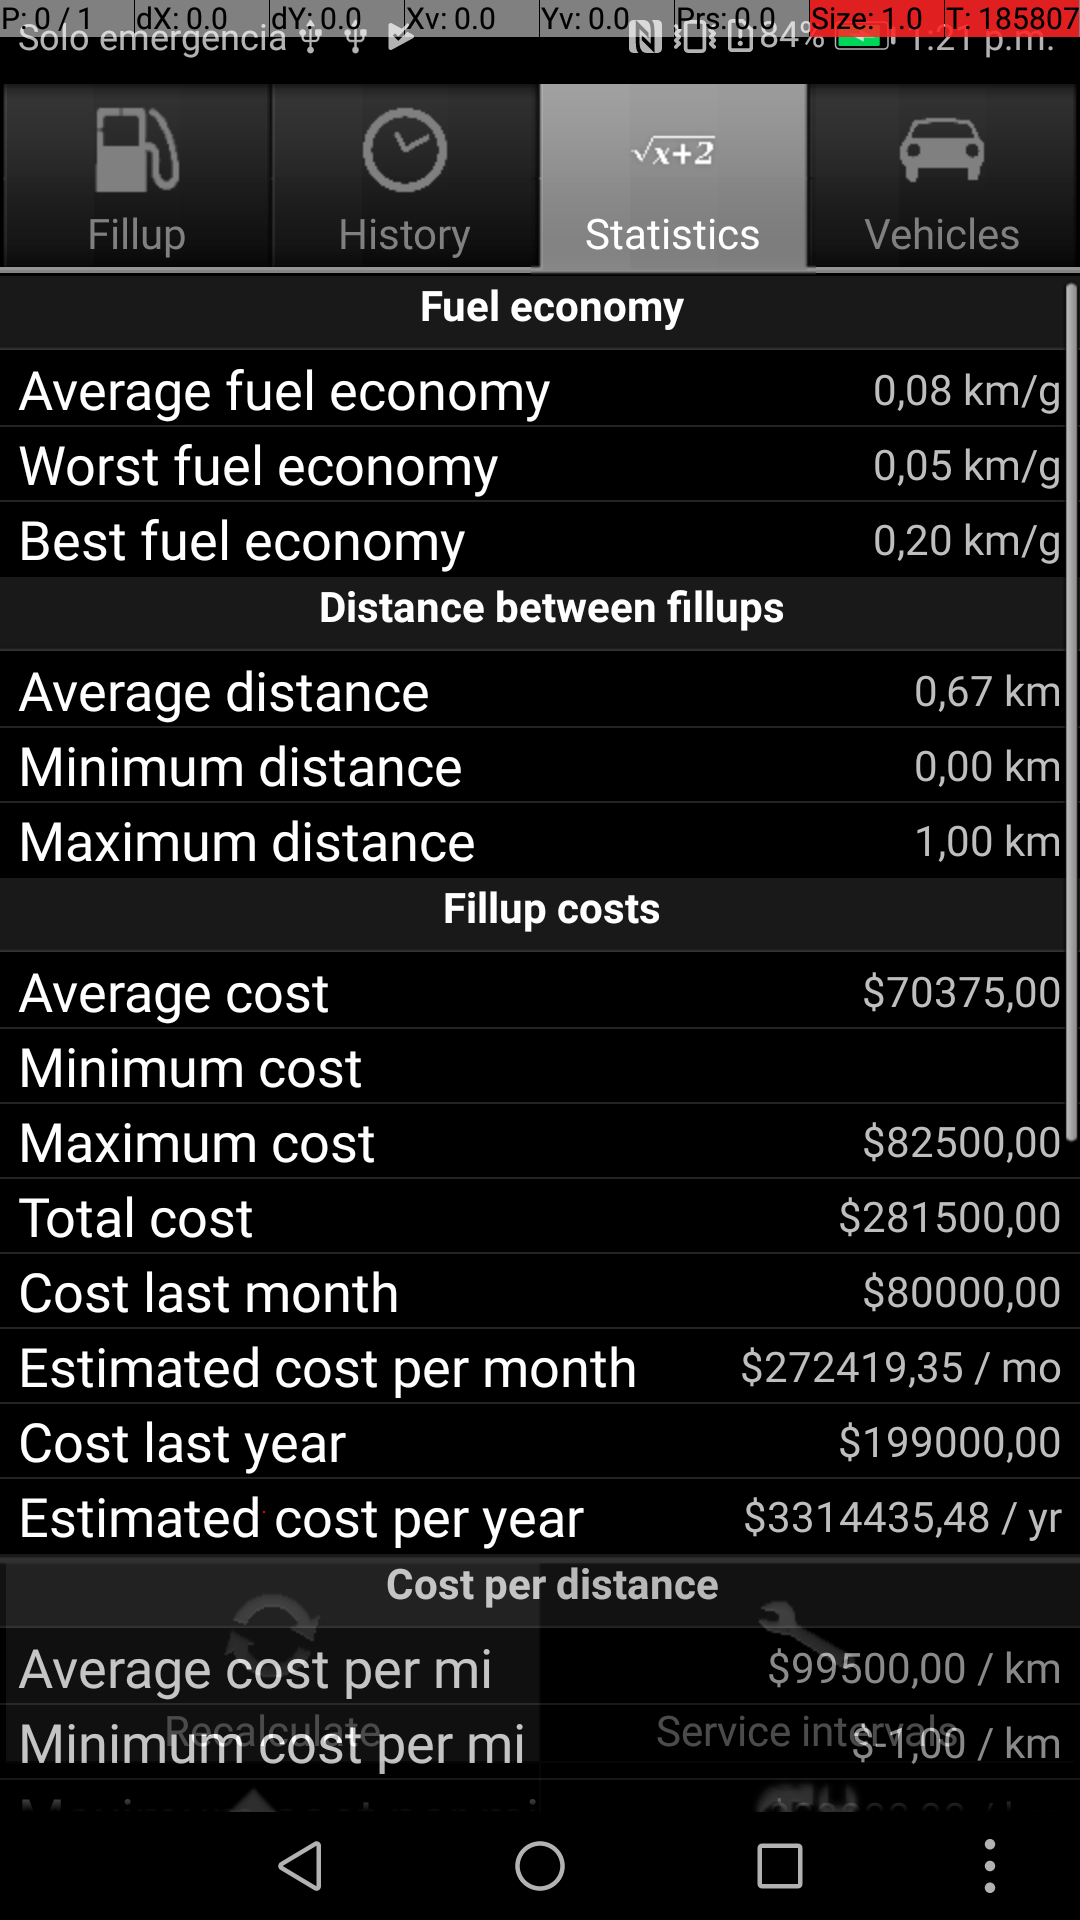 P: 0 / 1 dX: 0.0 dY: 0.0 Xv: 0.0 Yv: 0.0 Prs: 0.0 Size: 1.0 T: 185807
Solo emergencia 84% 1:21 p.m.
Fillup History √x+2 Statistics Vehicles
Fuel economy
Average fuel economy 0,08 km/g
Worst fuel economy 0,05 km/g
Best fuel economy 0,20 km/g
Distance between fillups
Average distance 0,67 km
Minimum distance 0,00 km
Maximum distance 1,00 km
Fillup costs
Average cost $70375,00
Minimum cost
Maximum cost $82500,00
Total cost $281500,00
Cost last month $80000,00
Estimated cost per month $272419,35 / mo
Cost last year $199000,00
Estimated cost per year $3314435,48 / yr
Cost per distance
Average cost per mi $99500,00 / km
Recalculate Service intervals
Minimum cost per mi $-1,00 / km